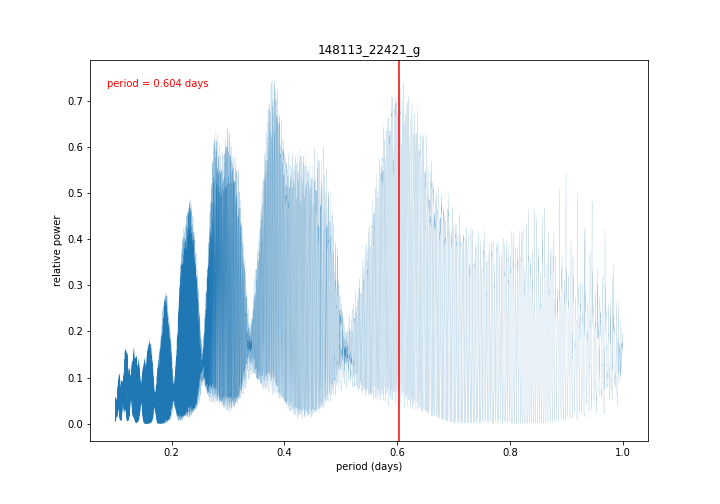 148113_22421_g
period = 0.604 days
relative power
0.7
0.6
0.5
0.4
0.3
0.2
0.1
0.0
0.2 0.4 0.6 0.8 1.0
period (days)